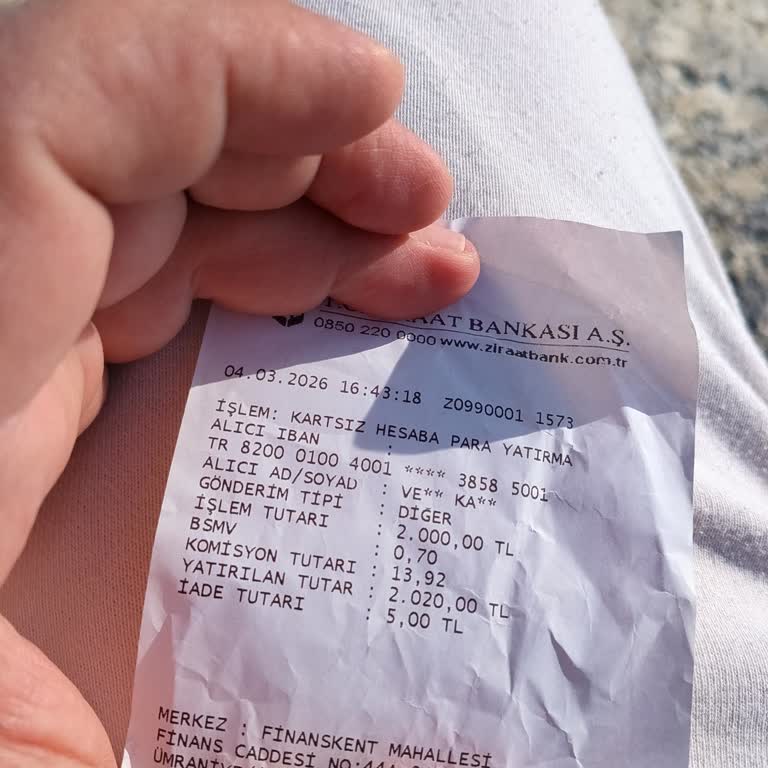 BANKASI A.Ş.
0850 220 0000 www.ziraatbank.com.tr
04.03.2026 16:43:18 Z0990001 1573
İŞLEM: KARTSIZ HESABA PARA YATIRMA
ALICI IBAN :
TR 8200 0100 4001 **** 3858 5001
ALICI AD/SOYAD : VE** KA**
GÖNDERİM TİPİ : DİĞER
İŞLEM TUTARI : 2.000,00 TL
BSMV : 0,70
KOMİSYON TUTARI : 13,92
YATIRILAN TUTAR : 2.020,00 TL
İADE TUTARI : 5,00 TL
MERKEZ : FİNANSKENT MAHALLESİ
FİNANS CADDESİ NO:44A